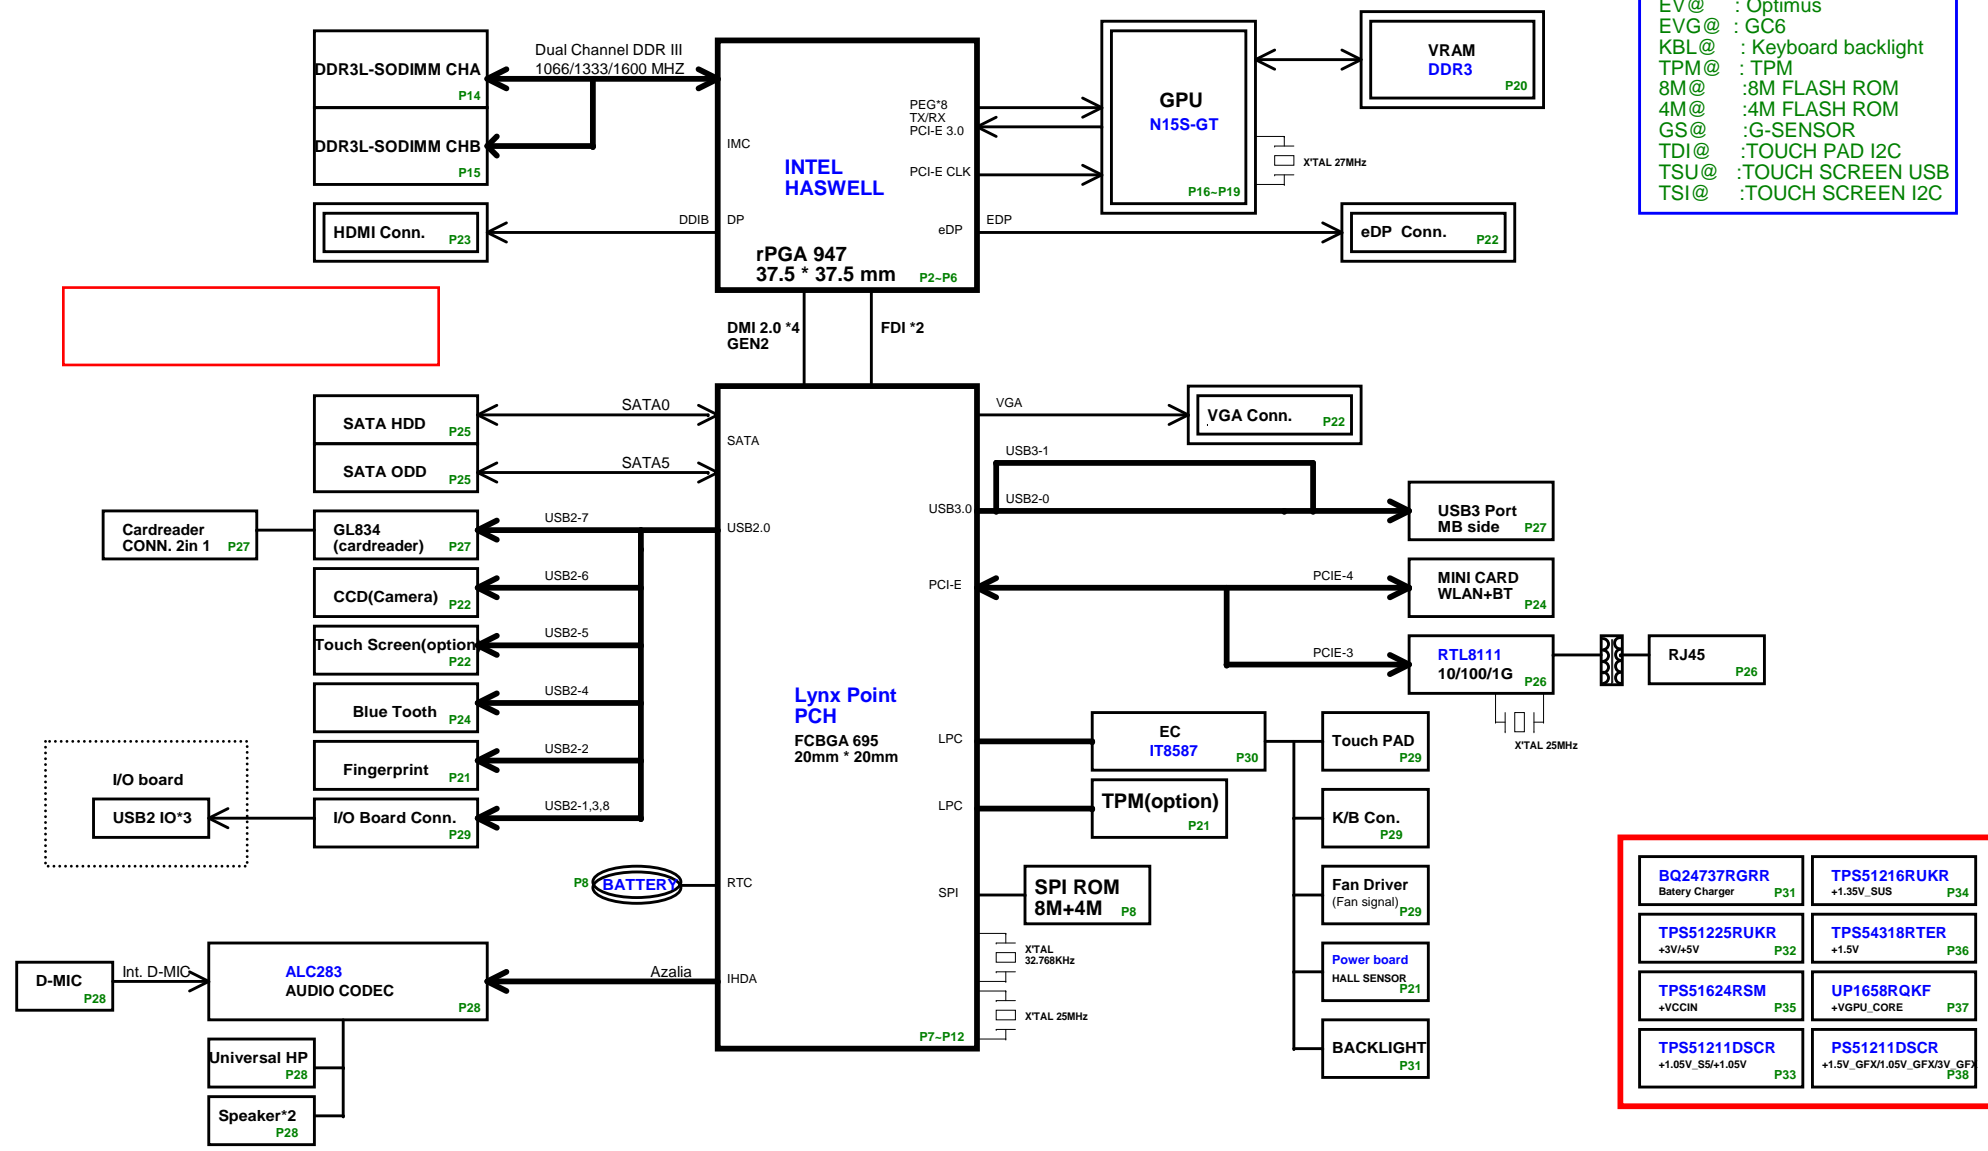 EV@ : Optimus
EVG@ : GC6
KBL@ : Keyboard backlight
TPM@ : TPM
8M@ :8M FLASH ROM
4M@ :4M FLASH ROM
GS@ :G-SENSOR
TDI@ :TOUCH PAD I2C
TSU@ :TOUCH SCREEN USB
TSI@ :TOUCH SCREEN I2C
DDR3L-SODIMM CHA
P14
DDR3L-SODIMM CHB
P15
Dual Channel DDR III
1066/1333/1600 MHZ
IMC
INTEL
HASWELL
rPGA 947
37.5 * 37.5 mm
P2~P6
PEG*8
TX/RX
PCI-E 3.0
PCI-E CLK
GPU
N15S-GT
P16~P19
VRAM
DDR3
P20
X'TAL 27MHz
HDMI Conn.
P23
DDIB
DP
eDP
EDP
eDP Conn.
P22
DMI 2.0 *4
GEN2
FDI *2
SATA HDD
P25
SATA0
SATA ODD
P25
SATA5
SATA
VGA
VGA Conn.
P22
USB3-1
USB2-0
USB3.0
USB3 Port
MB side
P27
Cardreader
CONN. 2in 1
P27
GL834
(cardreader)
P27
USB2-7
USB2.0
CCD(Camera)
P22
USB2-6
Touch Screen(option
P22
USB2-5
Blue Tooth
P24
USB2-4
Fingerprint
P21
USB2-2
I/O Board Conn.
P29
USB2-1,3,8
I/O board
USB2 IO*3
PCI-E
PCIE-4
MINI CARD
WLAN+BT
P24
PCIE-3
RTL8111
10/100/1G
P26
RJ45
P26
X'TAL 25MHz
Lynx Point
PCH
FCBGA 695
20mm * 20mm
P7~P12
LPC
EC
IT8587
P30
LPC
TPM(option)
P21
Touch PAD
P29
K/B Con.
P29
Fan Driver
(Fan signal)
P29
Power board
HALL SENSOR
P21
BACKLIGHT
P31
P8
BATTERY
RTC
SPI
SPI ROM
8M+4M
P8
X'TAL
32.768KHz
X'TAL 25MHz
D-MIC
P28
Int. D-MIC
ALC283
AUDIO CODEC
P28
Azalia
IHDA
Universal HP
P28
Speaker*2
P28
BQ24737RGRR
Batery Charger
P31
TPS51216RUKR
+1.35V_SUS
P34
TPS51225RUKR
+3V/+5V
P32
TPS54318RTER
+1.5V
P36
TPS51624RSM
+VCCIN
P35
UP1658RQKF
+VGPU_CORE
P37
TPS51211DSCR
+1.05V_S5/+1.05V
P33
PS51211DSCR
+1.5V_GFX/1.05V_GFX/3V_GFX
P38